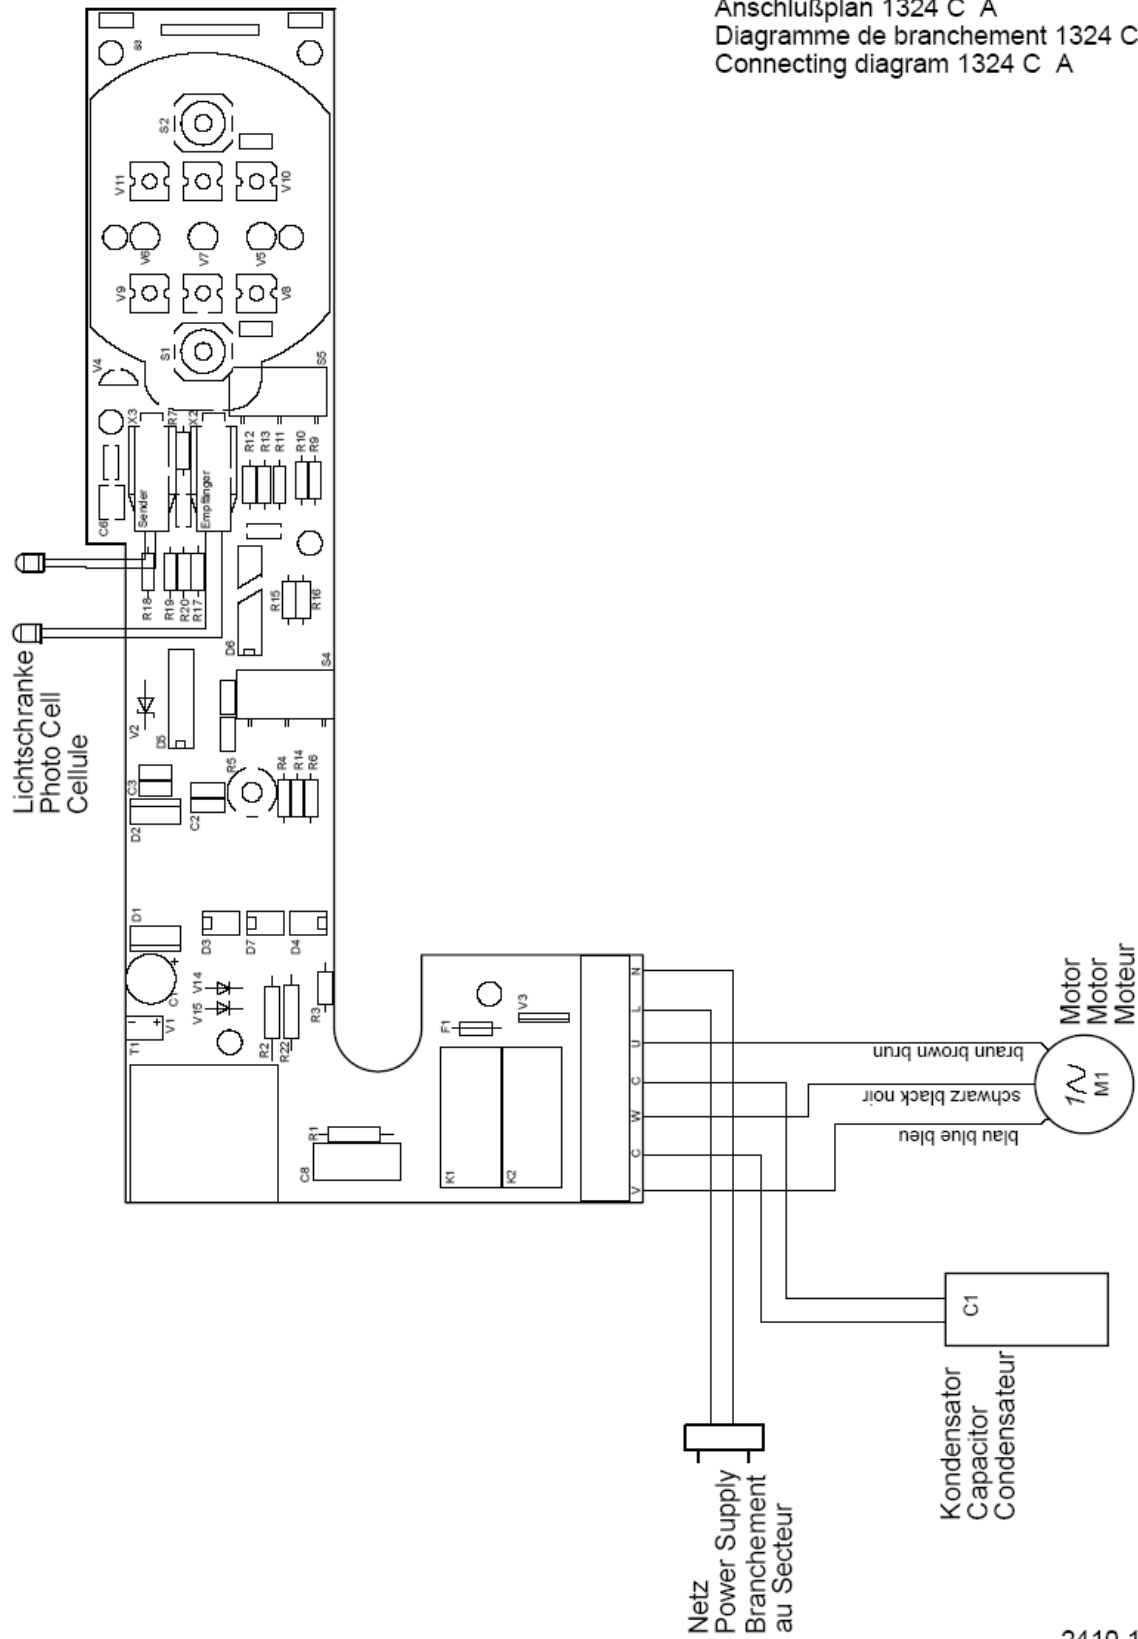 Anschlußplan 1324 C  A
Diagramme de branchement 1324 C
Connecting diagram 1324 C  A
S2
V11
V10
V6
V7
V5
V9
V8
S1
S5
V4
X3
R7
X2
R12
R13
R11
R10
R9
Sender
Empfänger
C6
R18
R19
R20
R17
R15
R16
D6
S4
Lichtschranke
Photo Cell
Cellule
V2
D5
C3
R5
R4
R14
R6
D2
C2
D1
D3
D7
D4
+
C1
V14
V15
- +
V1
T1
R2
R22
R3
F1
V3
R1
C8
K1
K2
N
L
U
C
W
C
V
braun brown brun
schwarz black noir
blau blue bleu
M1
Motor
Motor
Moteur
C1
Kondensator
Capacitor
Condensateur
Netz
Power Supply
Branchement
au Secteur